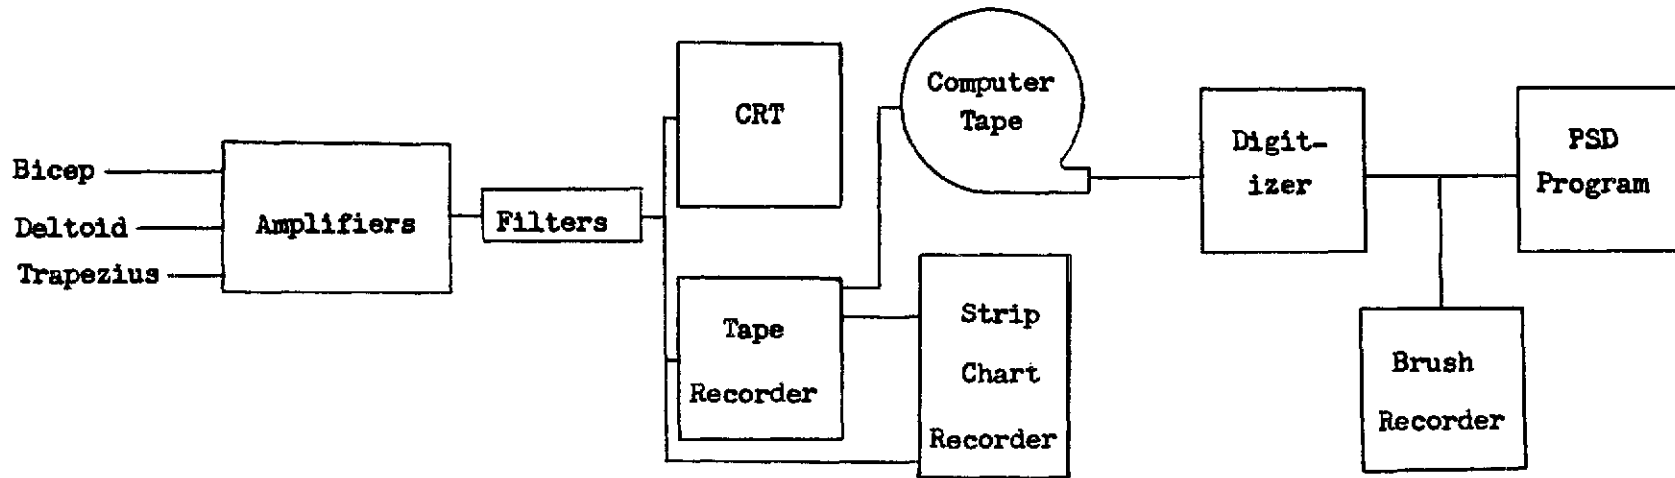 Bicep
Deltoid
Trapezius
Amplifiers
Filters
CRT
Tape
Recorder
Computer
Tape
Strip
Chart
Recorder
Digit-
izer
PSD
Program
Brush
Recorder